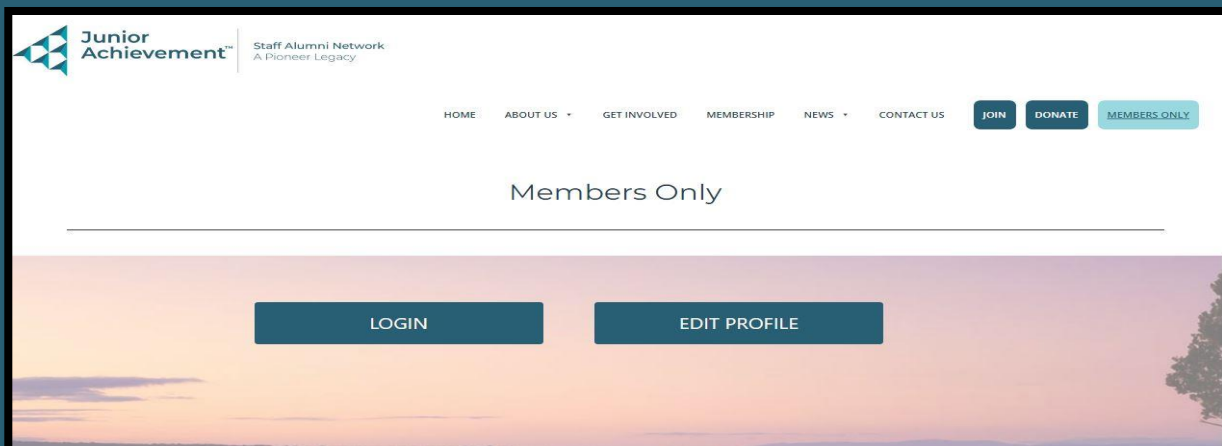 Junior
Achievement™
Staff Alumni Network
A Pioneer Legacy
HOME ABOUT US GET INVOLVED MEMBERSHIP NEWS CONTACT US JOIN DONATE MEMBERS ONLY
Members Only
LOGIN EDIT PROFILE